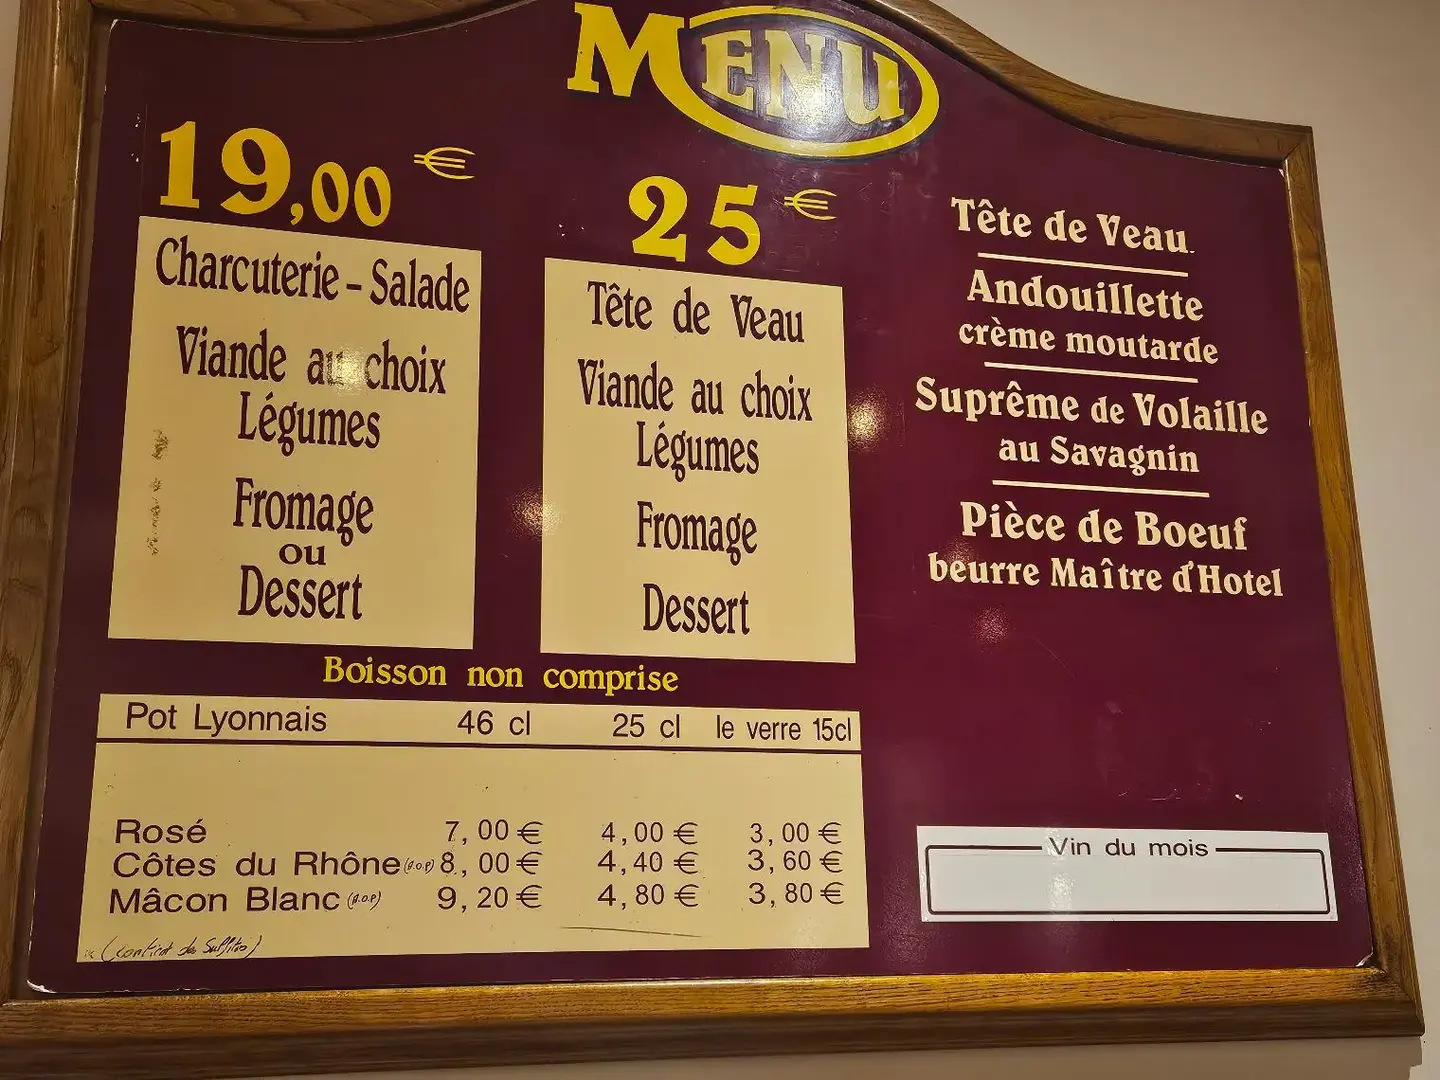 MENU
19,00 €
Charcuterie - Salade
Viande au choix
Légumes
Fromage
ou
Dessert
25 €
Tête de Veau
Viande au choix
Légumes
Fromage
Dessert
Boisson non comprise
Tête de Veau
Andouillette
crème moutarde
Suprême de Volaille
au Savagnin
Pièce de Boeuf
beurre Maître d'Hotel
Pot Lyonnais 46 cl 25 cl le verre 15cl
Rosé 7,00 € 4,00 € 3,00 €
Côtes du Rhône (A.O.P) 8,00 € 4,40 € 3,60 €
Mâcon Blanc (A.O.P) 9,20 € 4,80 € 3,80 €
(contient des Sulfites)
Vin du mois